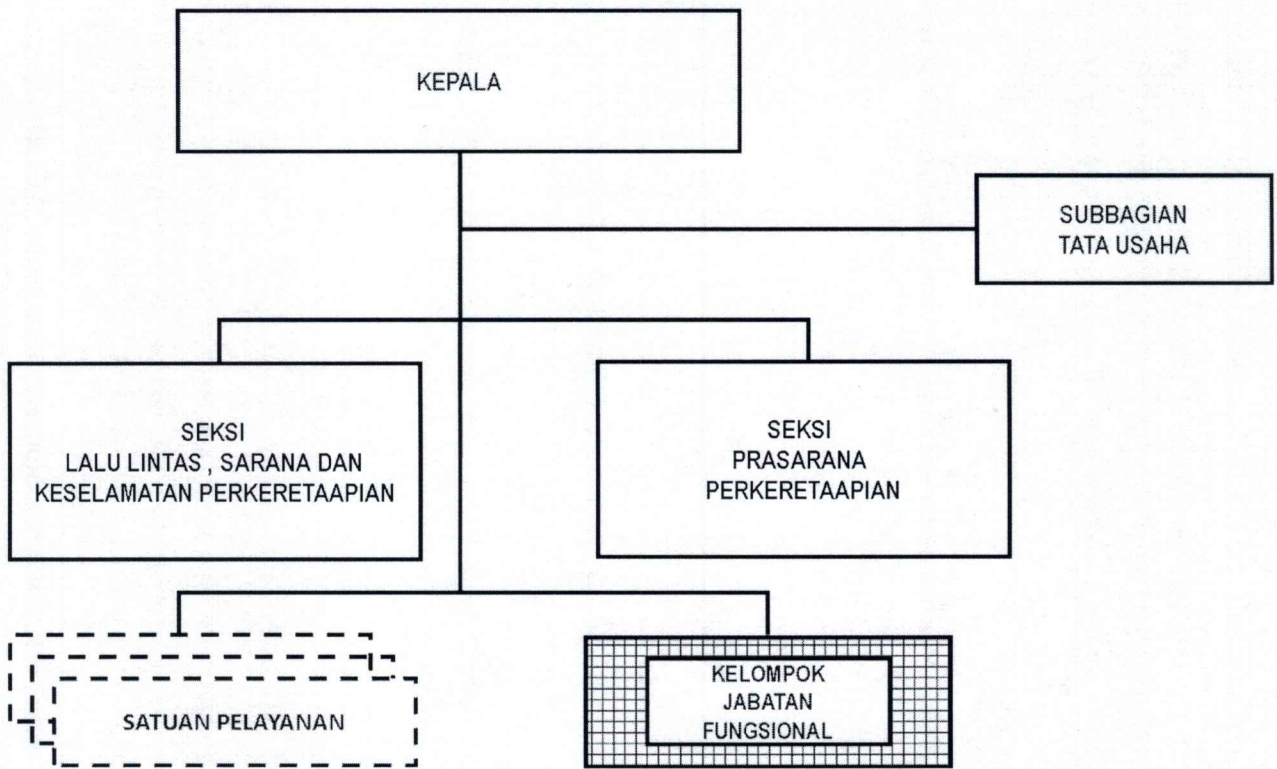 KEPALA
SUBBAGIAN
TATA USAHA
SEKSI
LALU LINTAS , SARANA DAN
KESELAMATAN PERKERETAAPIAN
SEKSI
PRASARANA
PERKERETAAPIAN
SATUAN PELAYANAN
KELOMPOK
JABATAN
FUNGSIONAL